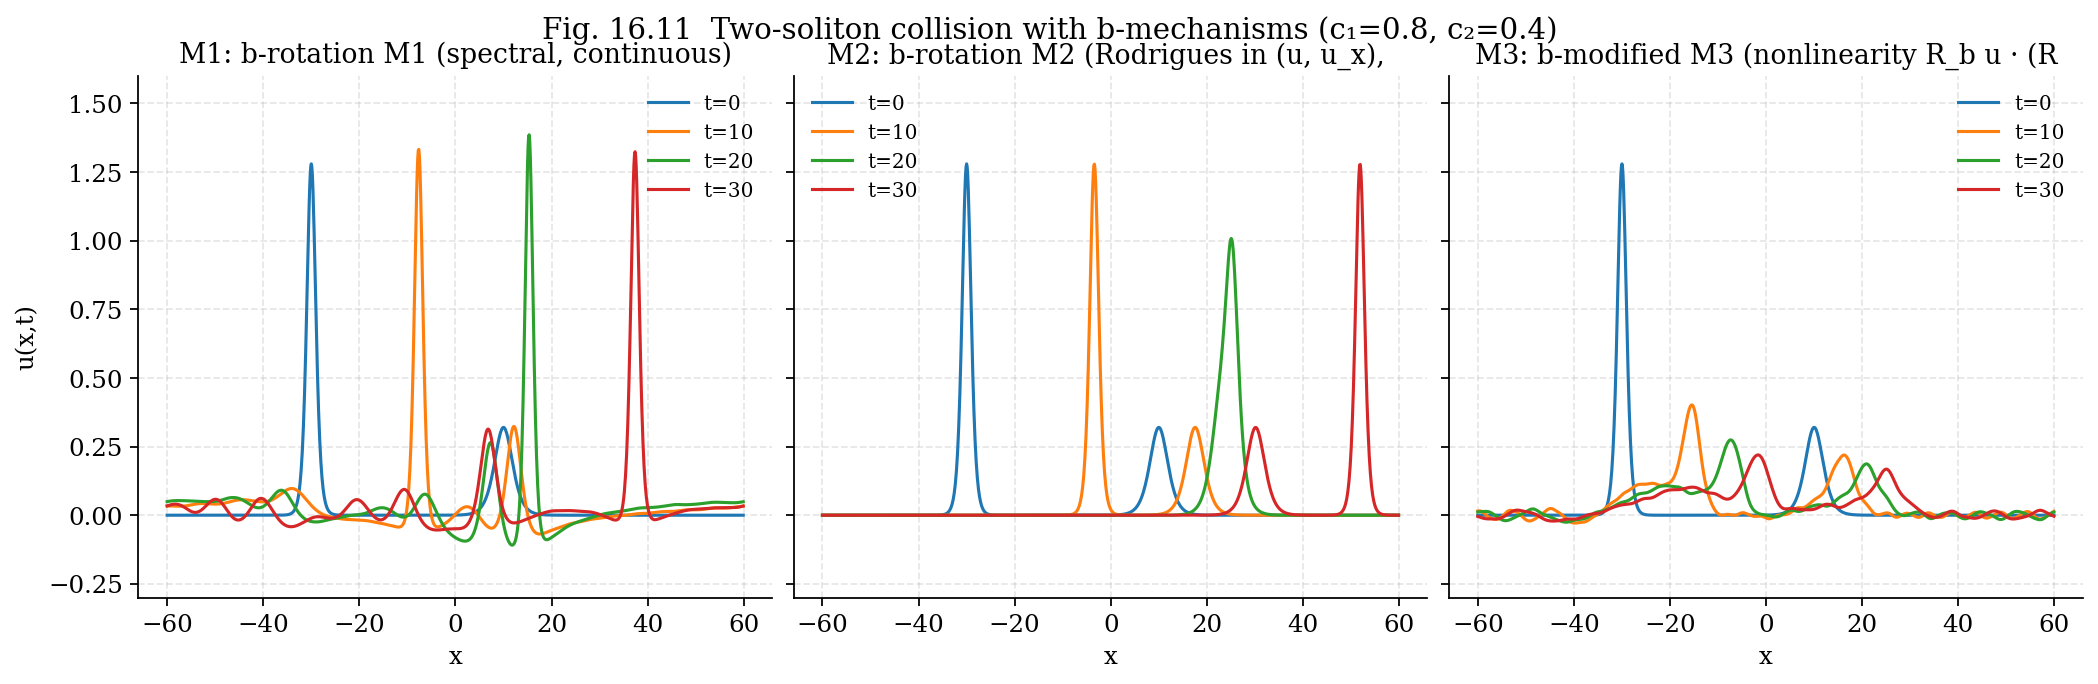 Fig. 16.11  Two-soliton collision with b-mechanisms (c₁=0.8, c₂=0.4)
M1: b-rotation M1 (spectral, continuous)
M2: b-rotation M2 (Rodrigues in (u, u_x),
M3: b-modified M3 (nonlinearity R_b u · (R
u(x,t)
1.50
1.25
1.00
0.75
0.50
0.25
0.00
−0.25
t=0
t=10
t=20
t=30
t=0
t=10
t=20
t=30
t=0
t=10
t=20
t=30
−60 −40 −20 0 20 40 60
−60 −40 −20 0 20 40 60
−60 −40 −20 0 20 40 60
x
x
x